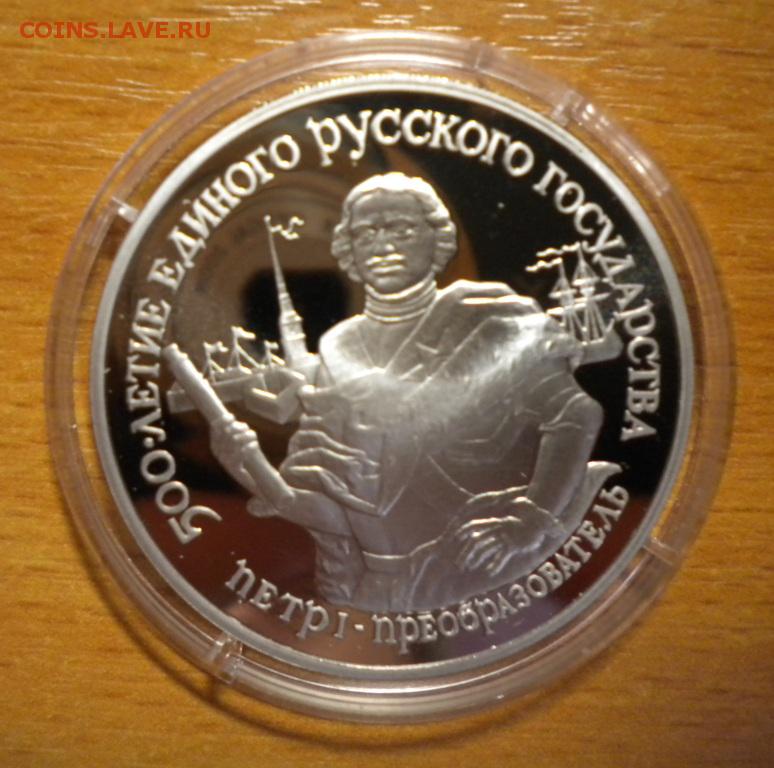 COINS.LAVE.RU
500-ЛЕТИЕ ЕДИНОГО РУССКОГО ГОСУДАРСТВА
ПЕТР I - ПРЕОБРАЗОВАТЕЛЬ